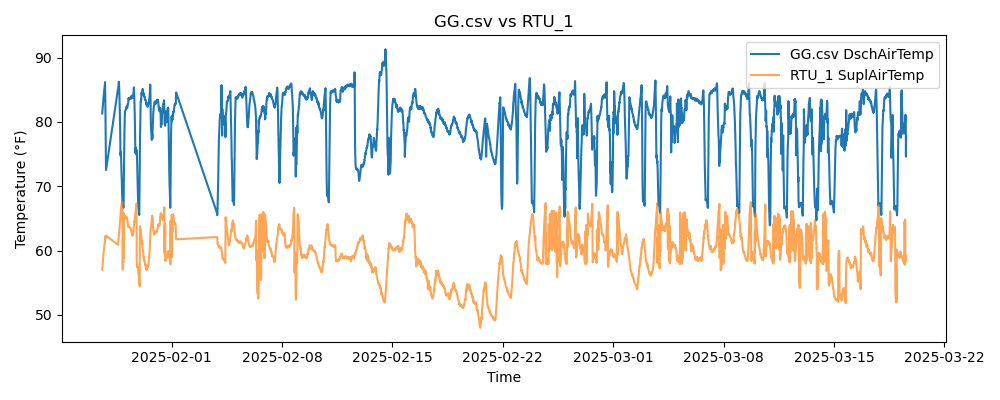 GG.csv vs RTU_1
GG.csv DschAirTemp
RTU_1 SuplAirTemp
Temperature (°F)
90
80
70
60
50
2025-02-01 2025-02-08 2025-02-15 2025-02-22 2025-03-01 2025-03-08 2025-03-15 2025-03-22
Time